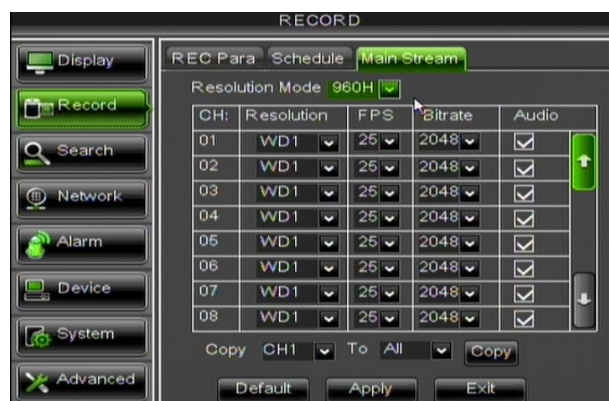 RECORD
Display
Record
Search
Network
Alarm
Device
System
Advanced
REC Para Schedule Main Stream
Resolution Mode 960H
CH: Resolution FPS Bitrate Audio
01 WD1 25 2048
02 WD1 25 2048
03 WD1 25 2048
04 WD1 25 2048
05 WD1 25 2048
06 WD1 25 2048
07 WD1 25 2048
08 WD1 25 2048
Copy CH1 To All Copy
Default Apply Exit